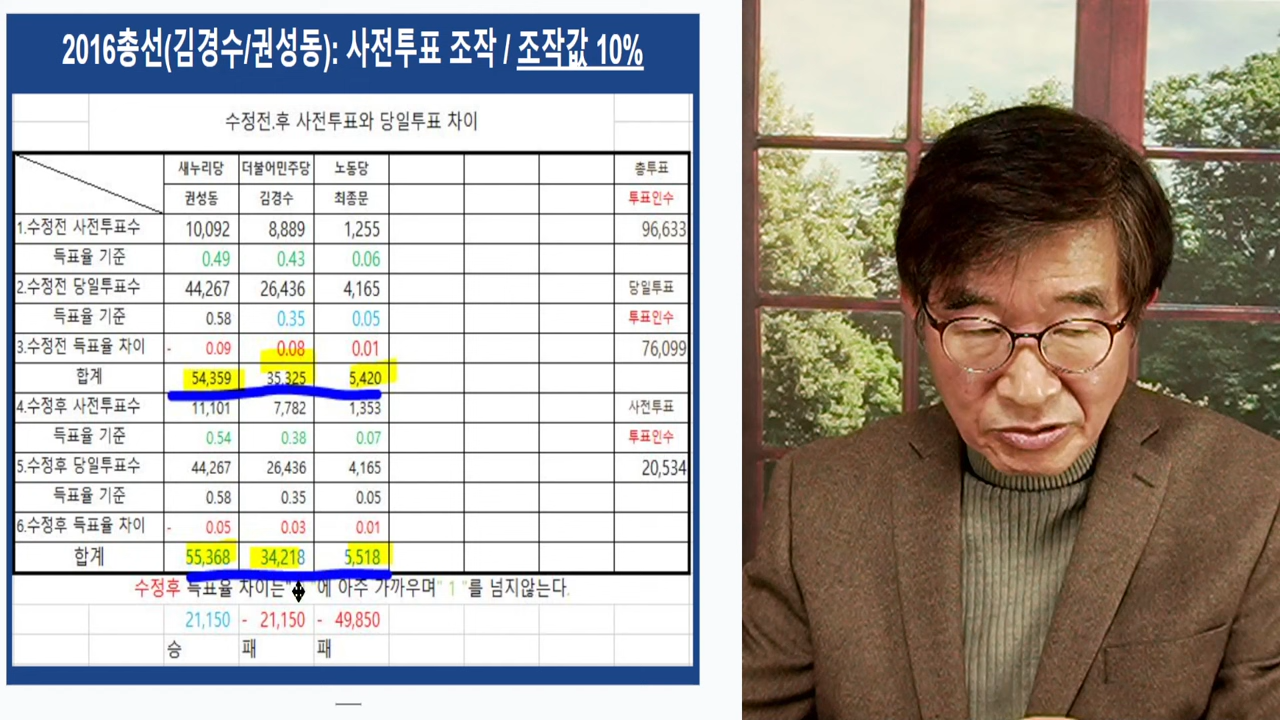 2016총선(김경수/권성동): 사전투표 조작 / 조작값 10%
수정전.후 사전투표와 당일투표 차이
새누리당 더불어민주당 노동당 총투표
권성동 김경수 최종문 투표인수
1.수정전 사전투표수 10,092 8,889 1,255 96,633
득표율 기준 0.49 0.43 0.06
2.수정전 당일투표수 44,267 26,436 4,165 당일투표
득표율 기준 0.58 0.35 0.05 투표인수
3.수정전 득표율 차이 - 0.09 0.08 0.01 76,099
합계 54,359 35,325 5,420
4.수정후 사전투표수 11,101 7,782 1,353 사전투표
득표율 기준 0.54 0.38 0.07 투표인수
5.수정후 당일투표수 44,267 26,436 4,165 20,534
득표율 기준 0.58 0.35 0.05
6.수정후 득표율 차이 - 0.05 0.03 0.01
합계 55,368 34,218 5,518
수정후 득표율 차이는" "에 아주 가까우며" 1 "를 넘지않는다.
21,150 - 21,150 - 49,850
승 패 패